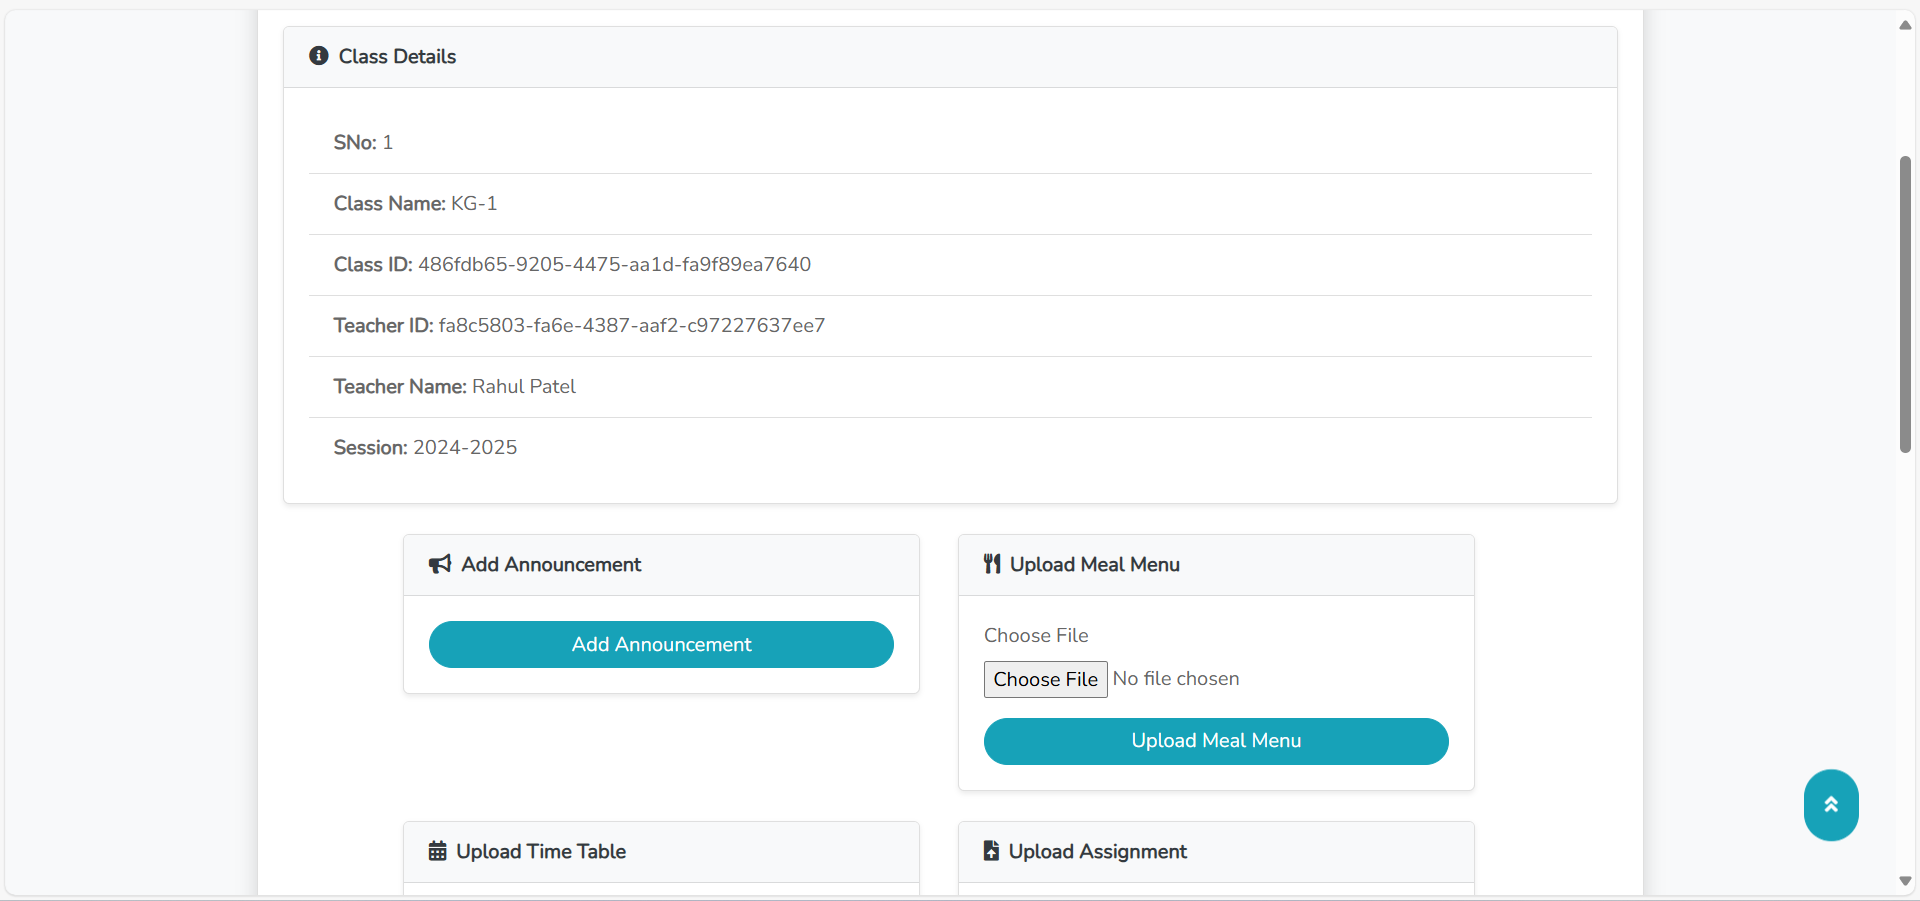 Class Details
SNo: 1
Class Name: KG-1
Class ID: 486fdb65-9205-4475-aa1d-fa9f89ea7640
Teacher ID: fa8c5803-fa6e-4387-aaf2-c97227637ee7
Teacher Name: Rahul Patel
Session: 2024-2025
Add Announcement
Add Announcement
Upload Meal Menu
Choose File
Choose File No file chosen
Upload Meal Menu
Upload Time Table
Upload Assignment